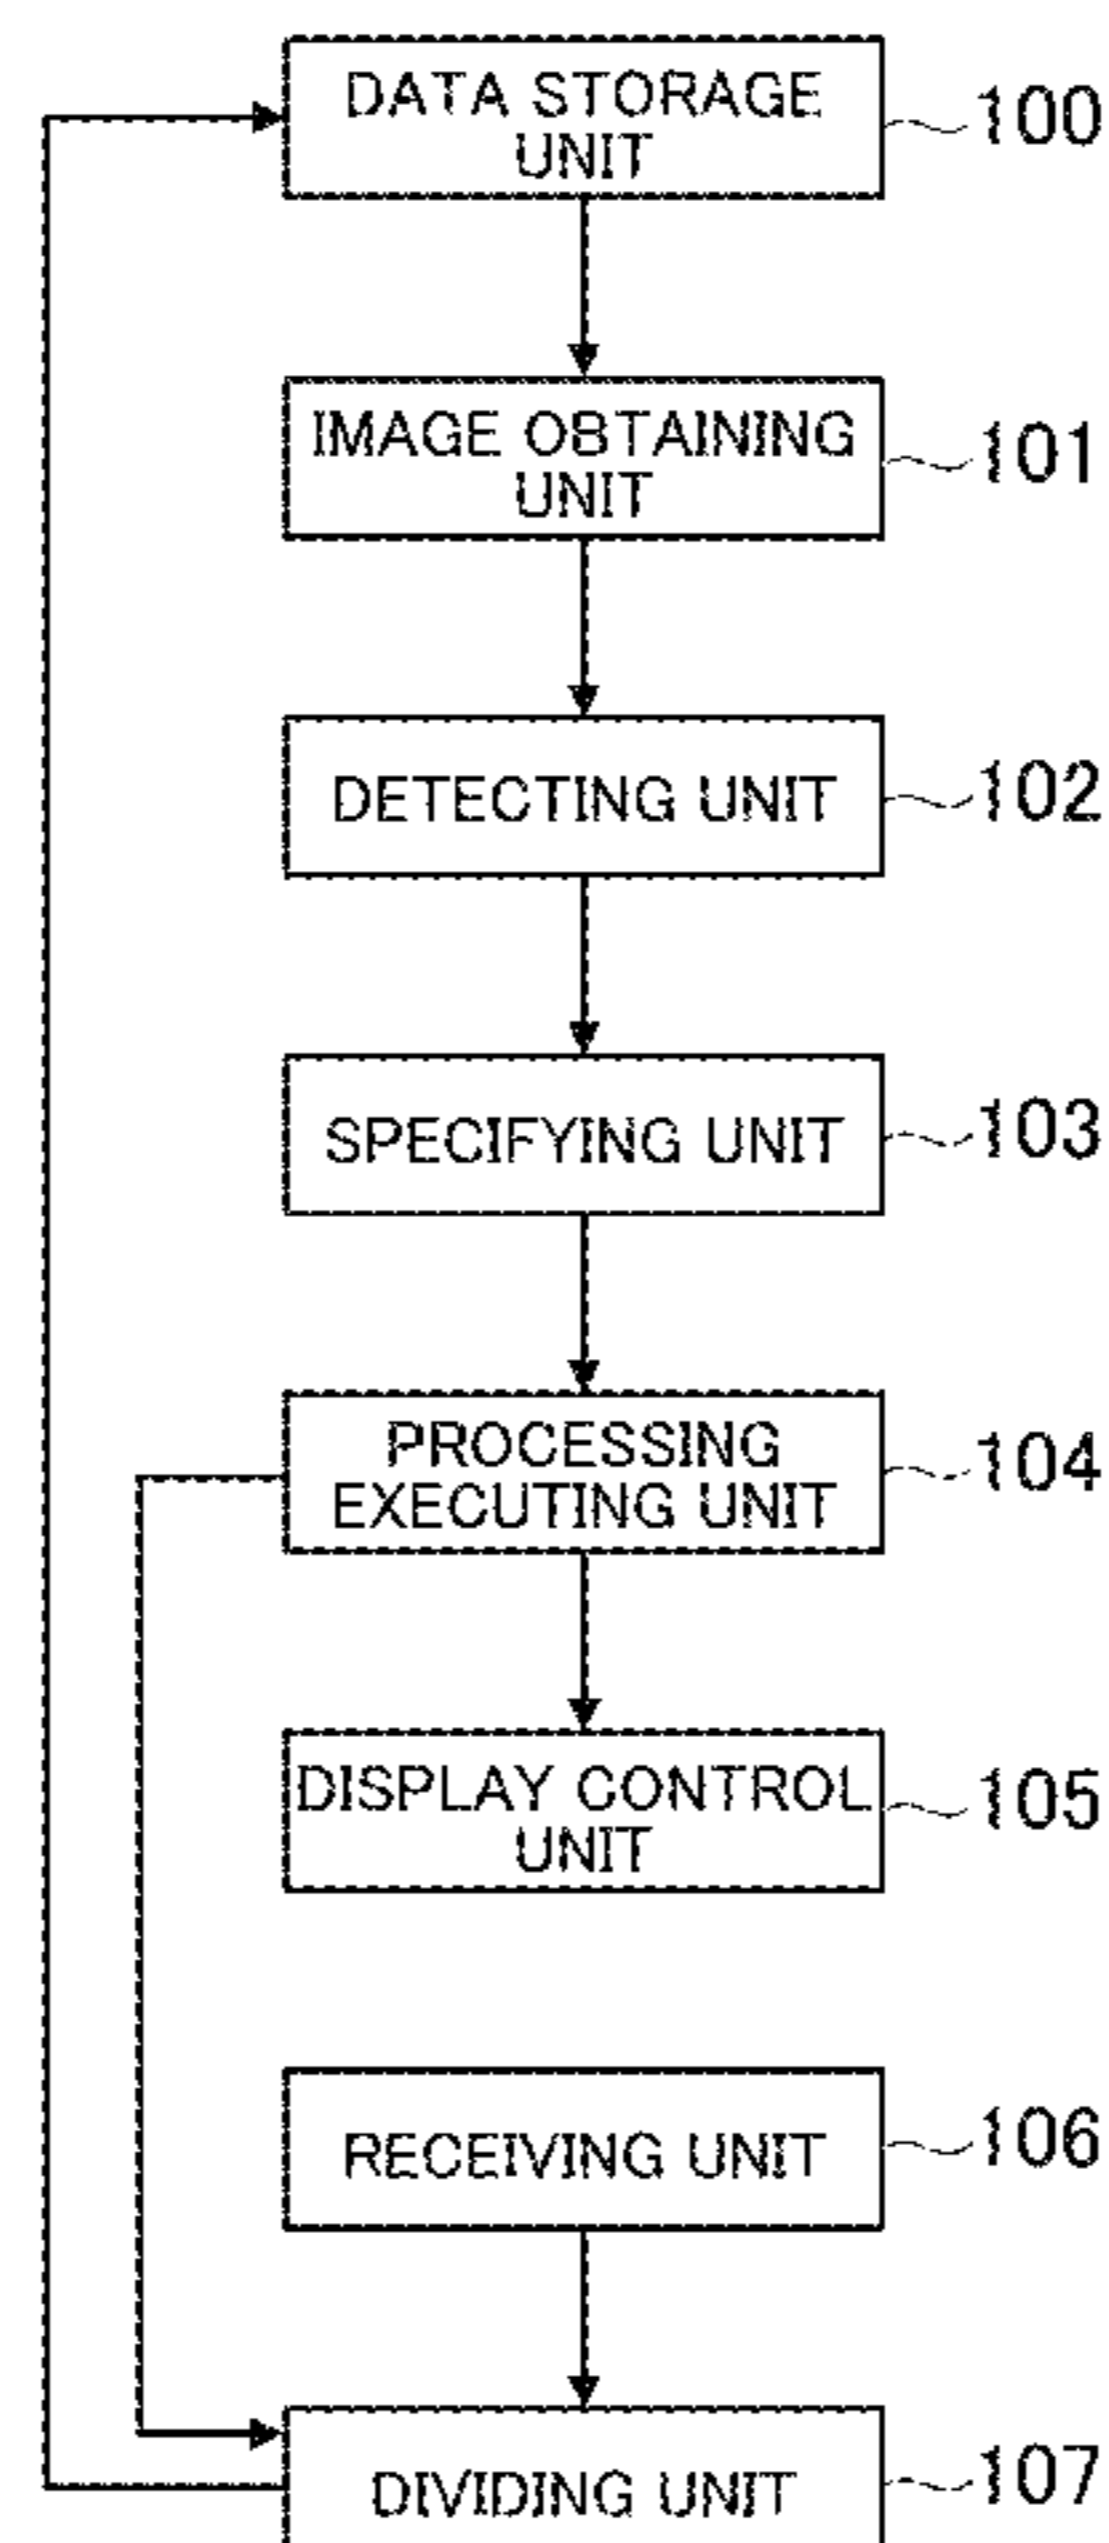 DATA STORAGE
UNIT
100
IMAGE OBTAINING
UNIT
101
DETECTING UNIT
102
SPECIFYING UNIT
103
PROCESSING
EXECUTING UNIT
104
DISPLAY CONTROL
UNIT
105
RECEIVING UNIT
106
DIVIDING UNIT
107